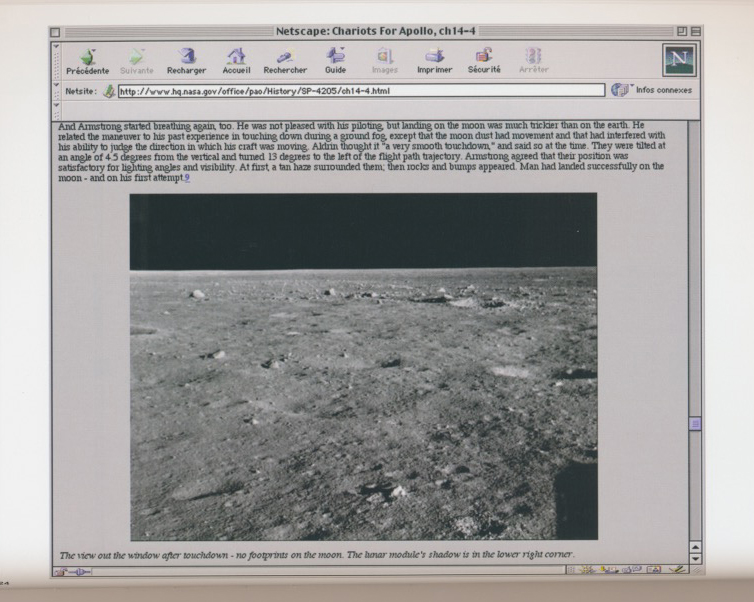 Netscape: Chariots For Apollo, ch14-4
Précédente Suivante Recharger Accueil Rechercher Guide Images Imprimer Sécurité Arrêter
N
Netsite: http://www.hq.nasa.gov/office/pao/History/SP-4205/ch14-4.html Infos connexes
And Armstrong started breathing again, too. He was not pleased with his piloting, but landing on the moon was much trickier than on the earth. He
related the maneuver to his past experience in touching down during a ground fog, except that the moon dust had movement and that had interfered with
his ability to judge the direction in which his craft was moving. Aldrin thought it "a very smooth touchdown," and said so at the time. They were tilted at
an angle of 4.5 degrees from the vertical and turned 13 degrees to the left of the flight path trajectory. Armstrong agreed that their position was
satisfactory for lighting angles and visibility. At first, a tan haze surrounded them; then rocks and bumps appeared. Man had landed successfully on the
moon - and on his first attempt.9
The view out the window after touchdown - no footprints on the moon. The lunar module's shadow is in the lower right corner.